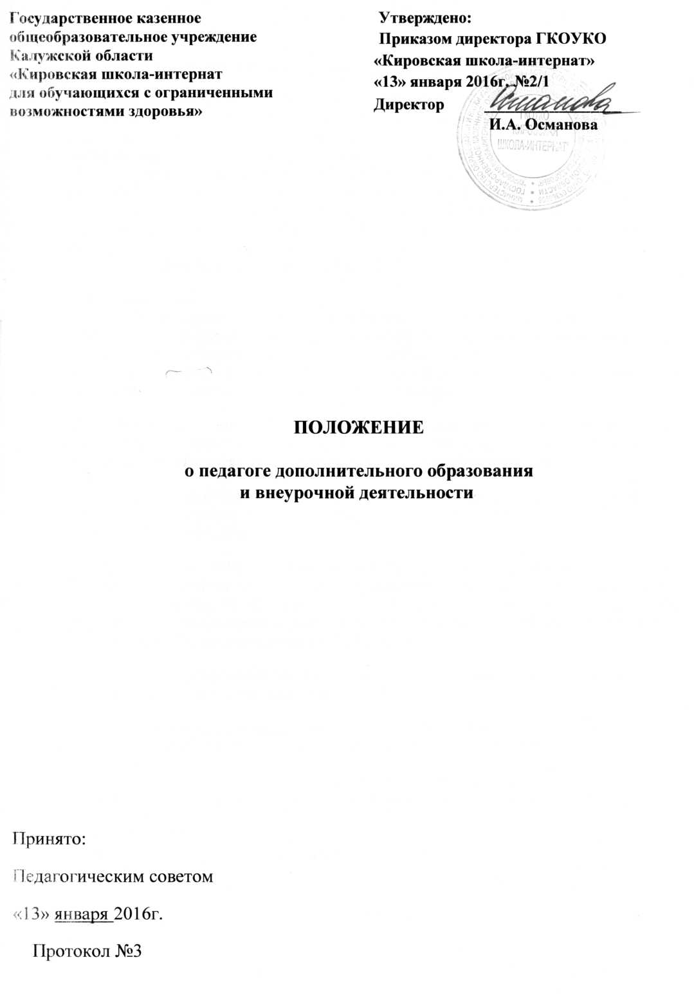 Государственное казенное
общеобразовательное учреждение
Калужской области
«Кировская школа-интернат
для обучающихся с ограниченными
возможностями здоровья»
Утверждено:
Приказом директора ГКОУКО
«Кировская школа-интернат»
«13» января 2016г. №2/1
Директор
И.А. Османова
ШКОЛА-ИНТЕРНАТ
ПОЛОЖЕНИЕ
о педагоге дополнительного образования
и внеурочной деятельности
Принято:
Педагогическим советом
«13» января 2016г.
Протокол №3